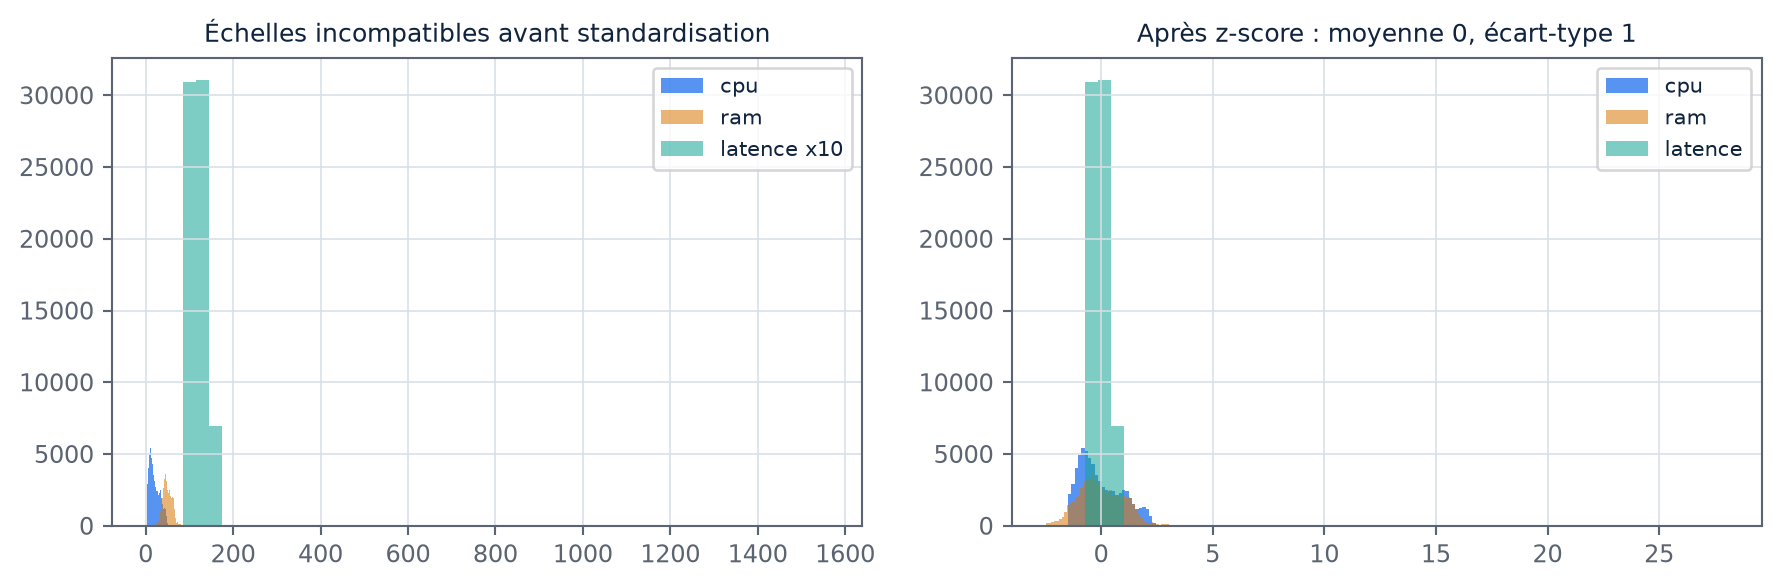 Échelles incompatibles avant standardisation
30000
25000
20000
15000
10000
5000
0
0 200 400 600 800 1000 1200 1400 1600
cpu
ram
latence x10
Après z-score : moyenne 0, écart-type 1
30000
25000
20000
15000
10000
5000
0
0 5 10 15 20 25
cpu
ram
latence